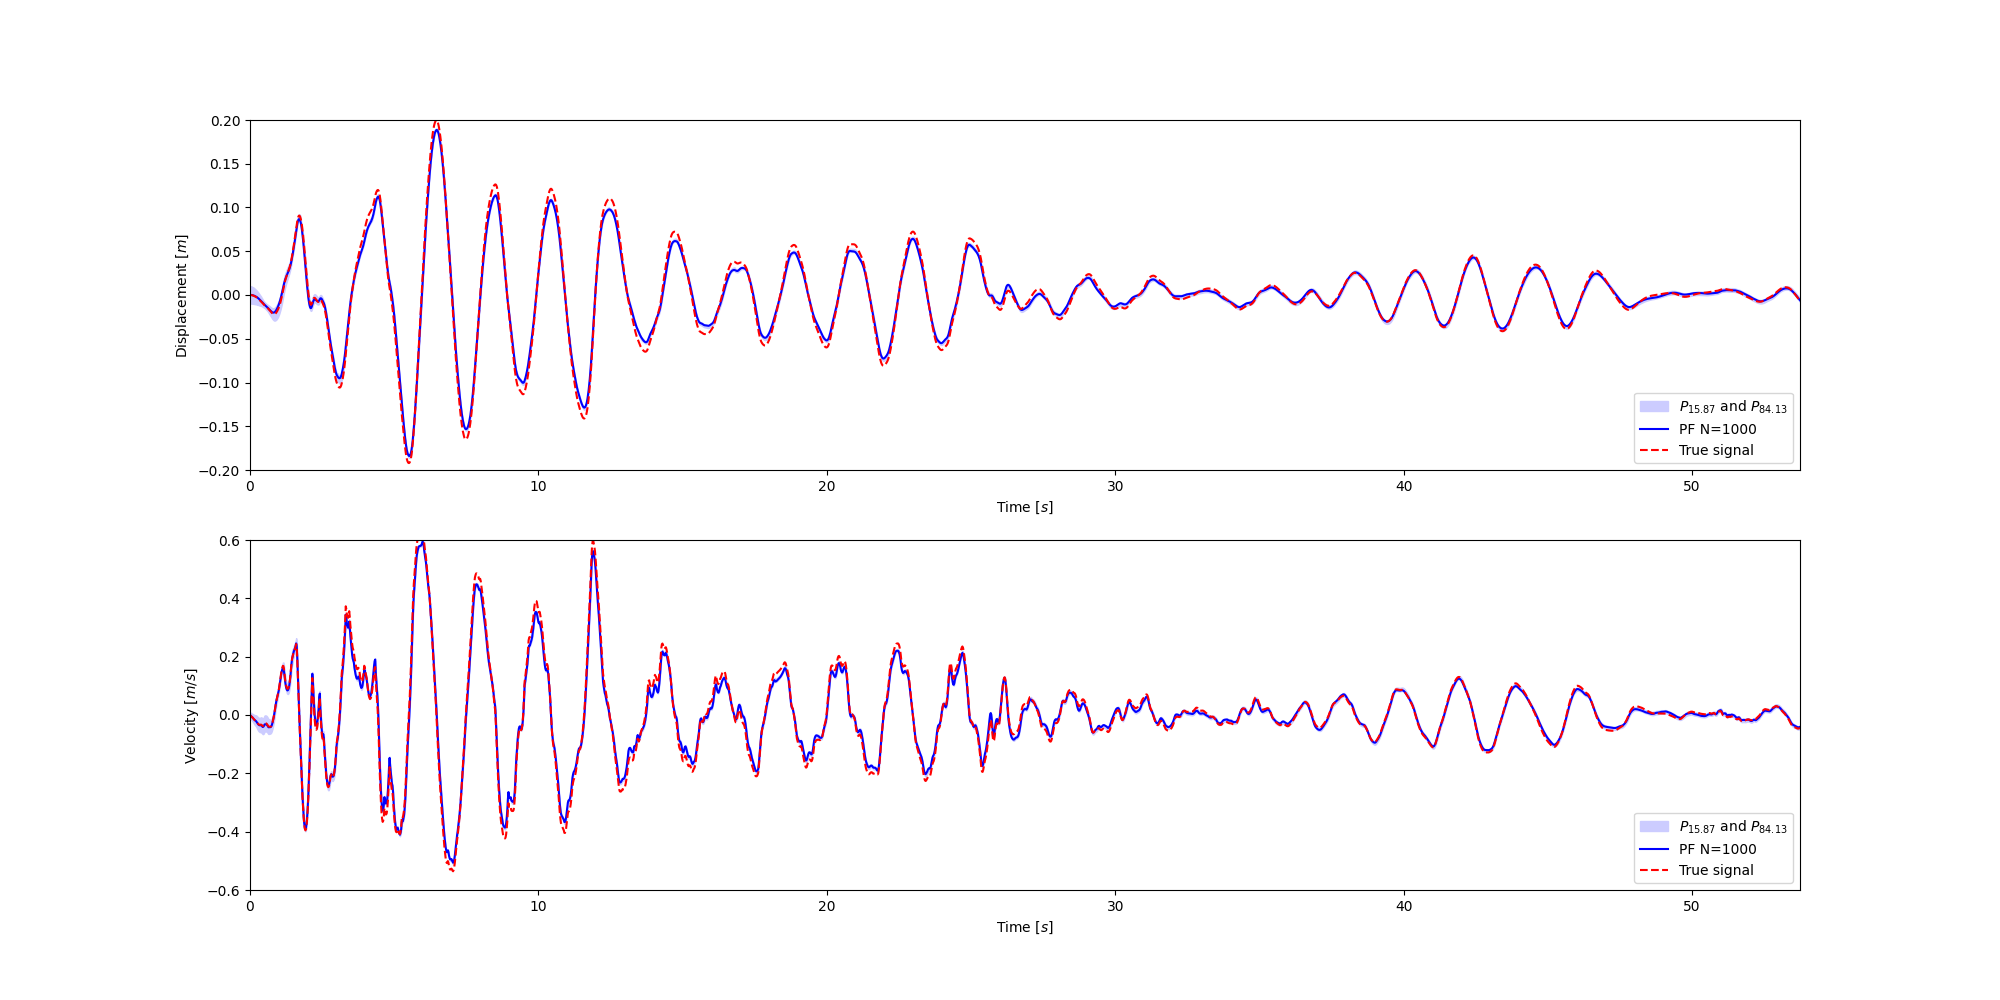 0.20
0.15
0.10
0.05
0.00
−0.05
−0.10
−0.15
−0.20
Displacement [m]
P15.87 and P84.13
PF N=1000
True signal
0 10 20 30 40 50
Time [s]
0.6
0.4
0.2
0.0
−0.2
−0.4
−0.6
Velocity [m/s]
P15.87 and P84.13
PF N=1000
True signal
0 10 20 30 40 50
Time [s]